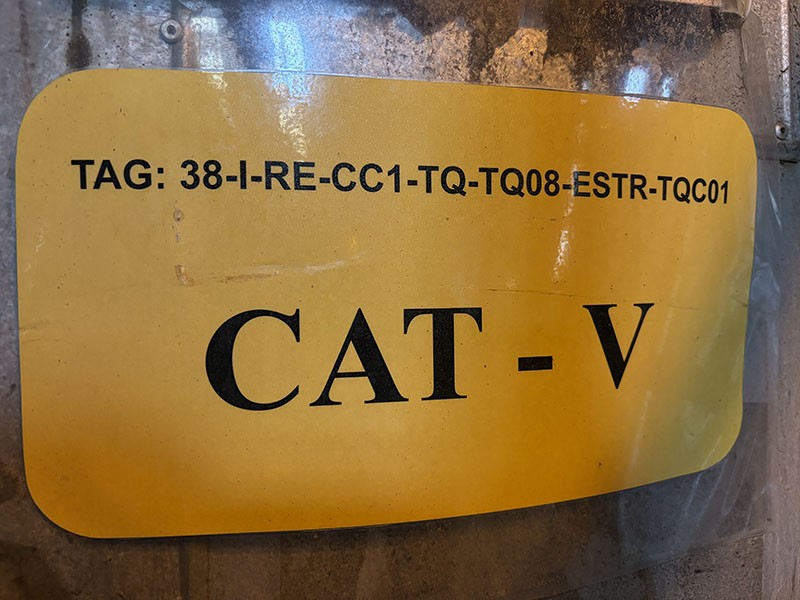 TAG: 38-I-RE-CC1-TQ-TQ08-ESTR-TQC01
CAT - V